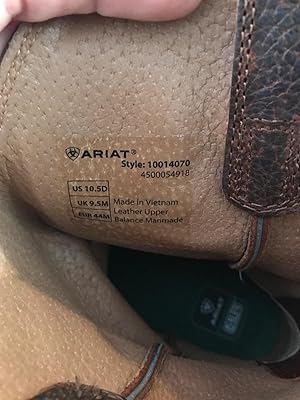 ARIAT®
Style: 10014070
4500054918
US 10.5D
UK 9.5M
EUR 44M
Made in Vietnam
Leather Upper
Balance Manmade
ARIAT